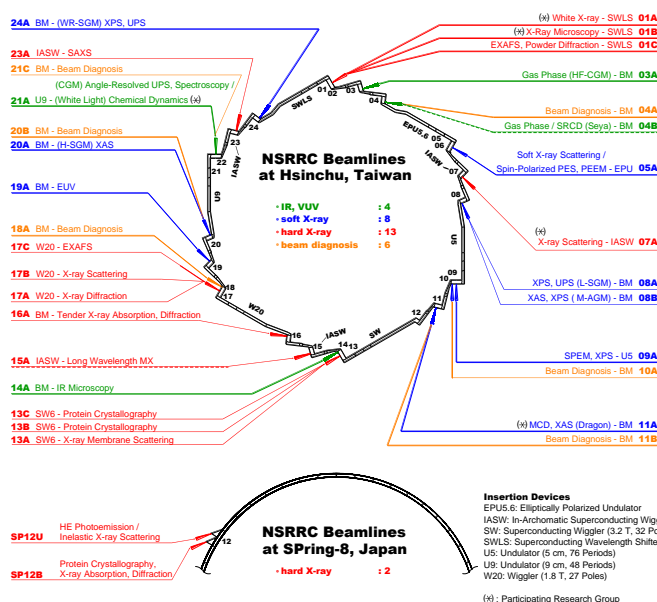 24A BM - (WR-SGM) XPS, UPS
23A IASW - SAXS
21C BM - Beam Diagnosis
(CGM) Angle-Resolved UPS, Spectroscopy /
21A U9 - (White Light) Chemical Dynamics (*)
20B BM - Beam Diagnosis
20A BM - (H-SGM) XAS
19A BM - EUV
18A BM - Beam Diagnosis
17C W20 - EXAFS
17B W20 - X-ray Scattering
17A W20 - X-ray Diffraction
16A BM - Tender X-ray Absorption, Diffraction
15A IASW - Long Wavelength MX
14A BM - IR Microscopy
13C SW6 - Protein Crystallography
13B SW6 - Protein Crystallography
13A SW6 - X-ray Membrane Scattering
(*) White X-ray - SWLS 01A
(*) X-Ray Microscopy - SWLS 01B
EXAFS, Powder Diffraction - SWLS 01C
Gas Phase (HF-CGM) - BM 03A
Beam Diagnosis - BM 04A
Gas Phase / SRCD (Seya) - BM 04B
Soft X-ray Scattering /
Spin-Polarized PES, PEEM - EPU 05A
(*)
X-ray Scattering - IASW 07A
XPS, UPS (L-SGM) - BM 08A
XAS, XPS ( M-AGM) - BM 08B
SPEM, XPS - U5 09A
Beam Diagnosis - BM 10A
(*) MCD, XAS (Dragon) - BM 11A
Beam Diagnosis - BM 11B
SWLS
01
02
03
04
EPU5.6
05
06
IASW
07
08
U5
09
10
11
12
SW
13
14
IASW
15
16
W20
17
18
19
20
U9
21
22
IASW
23
24
NSRRC Beamlines
at Hsinchu, Taiwan
• IR, VUV : 4
• soft X-ray : 8
• hard X-ray : 13
• beam diagnosis : 6
SP12U HE Photoemission /
Inelastic X-ray Scattering
SP12B Protein Crystallography,
X-ray Absorption, Diffraction
12
NSRRC Beamlines
at SPring-8, Japan
• hard X-ray : 2
Insertion Devices
EPU5.6: Elliptically Polarized Undulator
IASW: In-Archomatic Superconducting Wigg
SW: Superconducting Wiggler (3.2 T, 32 Po
SWLS: Superconducting Wavelength Shifte
U5: Undulator (5 cm, 76 Periods)
U9: Undulator (9 cm, 48 Periods)
W20: Wiggler (1.8 T, 27 Poles)
(*) : Participating Research Group